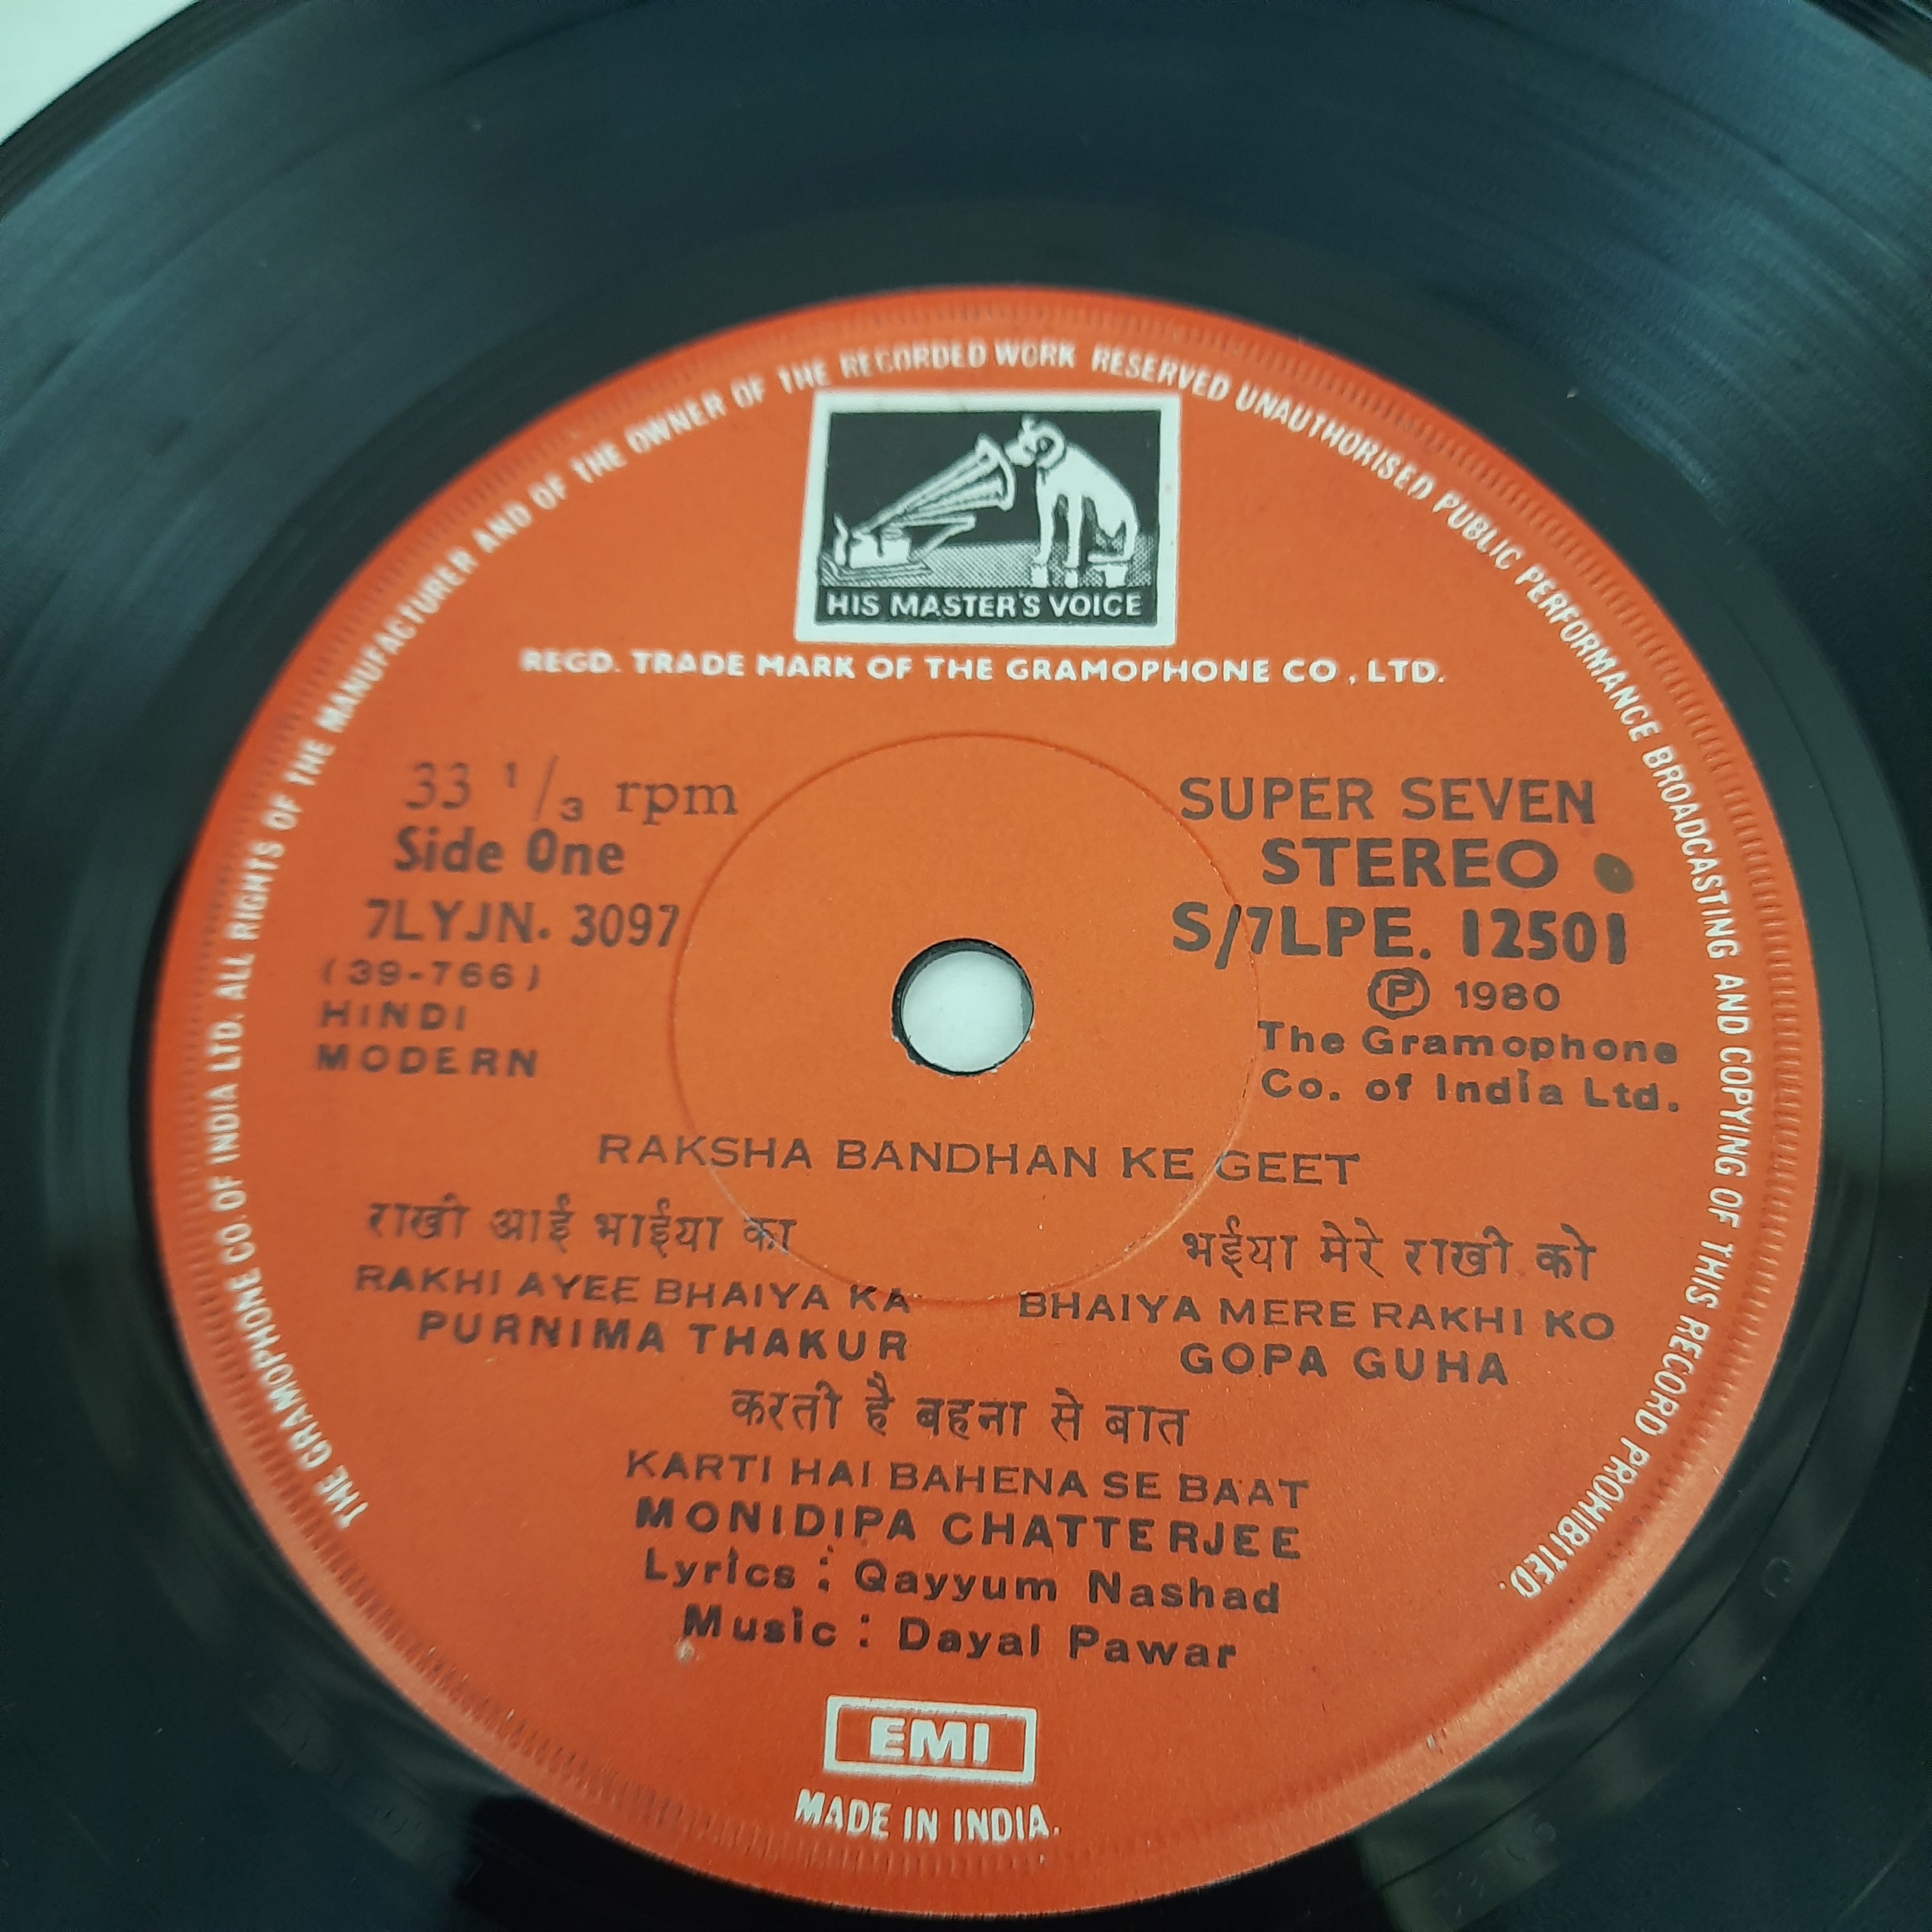 THE GRAMOPHONE CO. OF INDIA LTD. ALL RIGHTS OF THE MANUFACTURER AND OF THE OWNER OF THE RECORDED WORK RESERVED UNAUTHORISED PUBLIC PERFORMANCE BROADCASTING AND COPYING OF THIS RECORD PROHIBITED.
HIS MASTER'S VOICE
REGD. TRADE MARK OF THE GRAMOPHONE CO., LTD.
33 1/3 rpm
Side One
7LYJN. 3097
(39-766)
HINDI
MODERN
SUPER SEVEN
STEREO
S/7LPE. 12501
Ⓟ 1980
The Gramophone
Co. of India Ltd.
RAKSHA BANDHAN KE GEET
राखी आई भाईया का
RAKHI AYEE BHAIYA KA
PURNIMA THAKUR
भईया मेरे राखी को
BHAIYA MERE RAKHI KO
GOPA GUHA
करती है बहना से बात
KARTI HAI BAHENA SE BAAT
MONIDIPA CHATTERJEE
Lyrics : Qayyum Nashad
Music : Dayal Pawar
EMI
MADE IN INDIA.